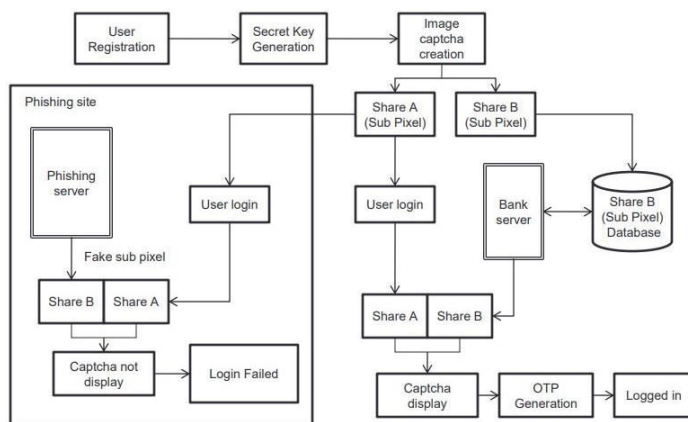 User
Registration
Secret Key
Generation
Image
captcha
creation
Phishing site
Share A
(Sub Pixel)
Share B
(Sub Pixel)
Phishing
server
User login
User login
Bank
server
Share B
(Sub Pixel)
Database
Fake sub pixel
Share B
Share A
Share A
Share B
Captcha not
display
Login Failed
Captcha
display
OTP
Generation
Logged in